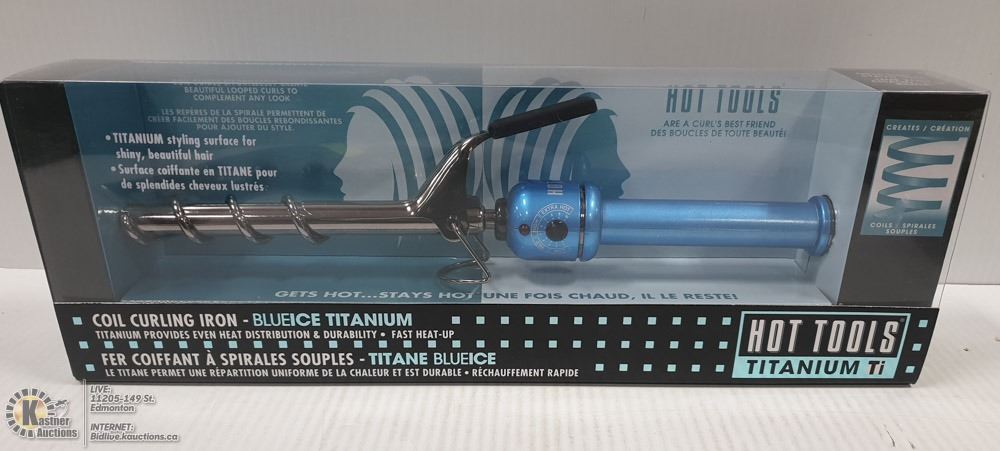 BEAUTIFUL LOOPED CURLS TO
COMPLEMENT ANY LOOK
LES REPÈRES DE LA SPIRALE PERMETTENT DE
CRÉER FACILEMENT DES BOUCLES REBONDISSANTES
POUR AJOUTER DU STYLE.
• TITANIUM styling surface for
shiny, beautiful hair
• Surface coiffante en TITANE pour
de splendides cheveux lustrés
HOT TOOLS
ARE A CURL'S BEST FRIEND
DES BOUCLES DE TOUTE BEAUTÉ!
CREATES / CRÉATION
COILS / SPIRALES
SOUPLES
EXTRA HOT
GETS HOT...STAYS HOT UNE FOIS CHAUD, IL LE RESTE!
COIL CURLING IRON - BLUEICE TITANIUM
TITANIUM PROVIDES EVEN HEAT DISTRIBUTION & DURABILITY • FAST HEAT-UP
FER COIFFANT À SPIRALES SOUPLES - TITANE BLUEICE
LE TITANE PERMET UNE RÉPARTITION UNIFORME DE LA CHALEUR ET EST DURABLE • RÉCHAUFFEMENT RAPIDE
HOT TOOLS
TITANIUM Ti
Kastner
Auctions
LIVE:
11205-149 St.
Edmonton
INTERNET:
Bidlive.kauctions.ca